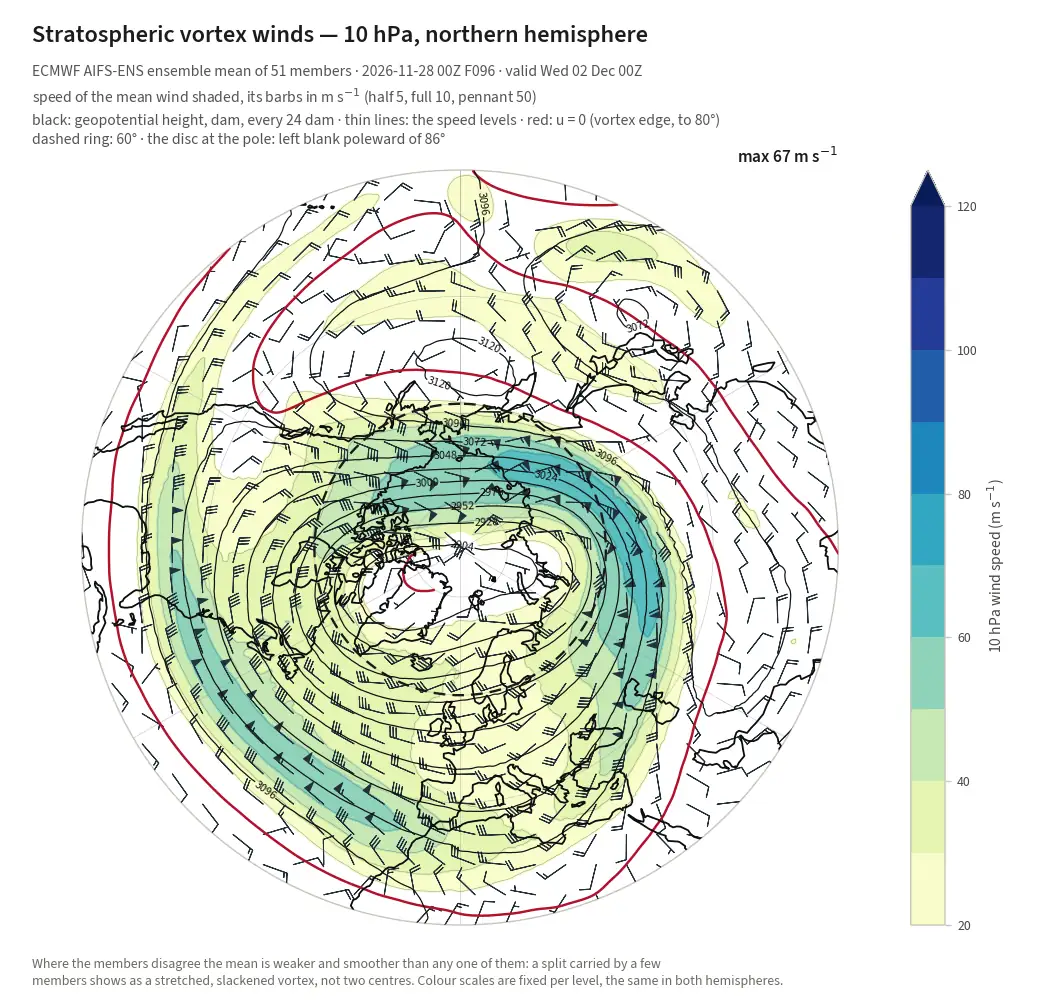 Stratospheric vortex winds — 10 hPa, northern hemisphere
ECMWF AIFS-ENS ensemble mean of 51 members · 2026-11-28 00Z F096 · valid Wed 02 Dec 00Z
speed of the mean wind shaded, its barbs in m s⁻¹ (half 5, full 10, pennant 50)
black: geopotential height, dam, every 24 dam · thin lines: the speed levels · red: u = 0 (vortex edge, to 80°)
dashed ring: 60° · the disc at the pole: left blank poleward of 86°
max 67 m s⁻¹
120
100
80
60
40
20
10 hPa wind speed (m s⁻¹)
3096
3072
3120
3120
3072
3048
3096
3024
2952
3096
Where the members disagree the mean is weaker and smoother than any one of them: a split carried by a few
members shows as a stretched, slackened vortex, not two centres. Colour scales are fixed per level, the same in both hemispheres.